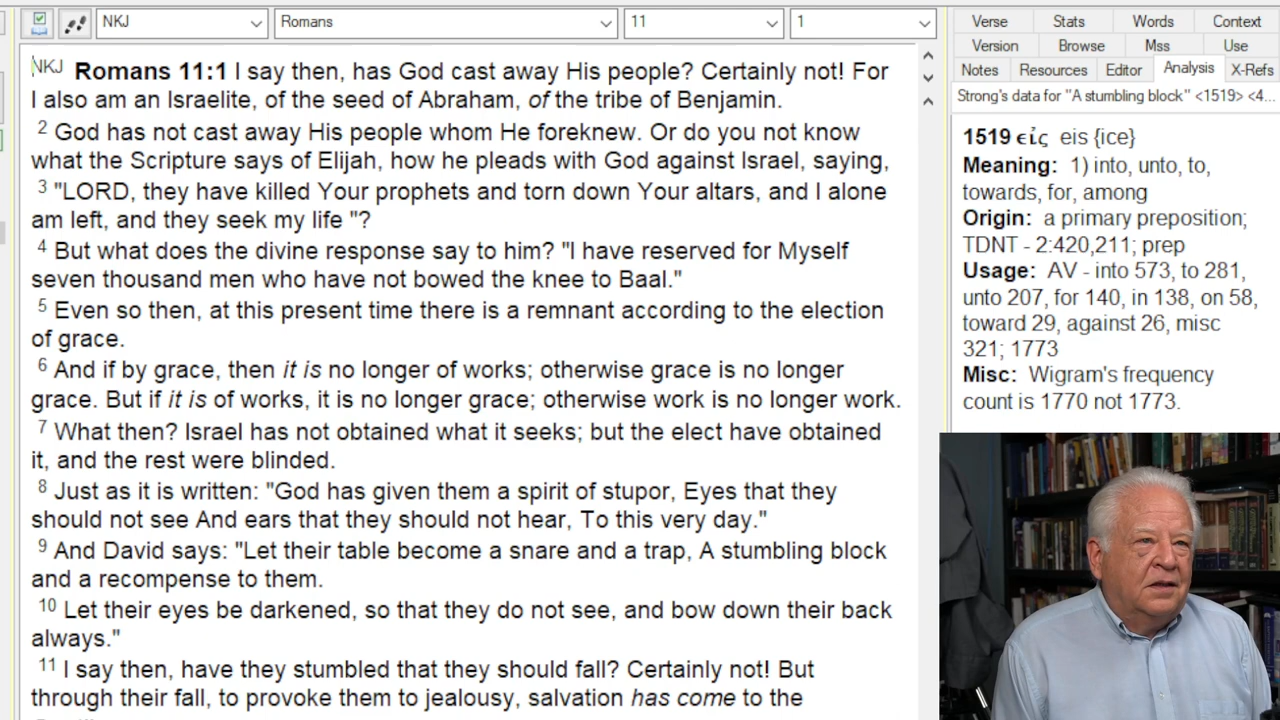 NKJ
Romans
11
1
NKJ Romans 11:1 I say then, has God cast away His people? Certainly not! For
I also am an Israelite, of the seed of Abraham, of the tribe of Benjamin.
2 God has not cast away His people whom He foreknew. Or do you not know
what the Scripture says of Elijah, how he pleads with God against Israel, saying,
3 "LORD, they have killed Your prophets and torn down Your altars, and I alone
am left, and they seek my life "?
4 But what does the divine response say to him? "I have reserved for Myself
seven thousand men who have not bowed the knee to Baal."
5 Even so then, at this present time there is a remnant according to the election
of grace.
6 And if by grace, then it is no longer of works; otherwise grace is no longer
grace. But if it is of works, it is no longer grace; otherwise work is no longer work.
7 What then? Israel has not obtained what it seeks; but the elect have obtained
it, and the rest were blinded.
8 Just as it is written: "God has given them a spirit of stupor, Eyes that they
should not see And ears that they should not hear, To this very day."
9 And David says: "Let their table become a snare and a trap, A stumbling block
and a recompense to them.
10 Let their eyes be darkened, so that they do not see, and bow down their back
always."
11 I say then, have they stumbled that they should fall? Certainly not! But
through their fall, to provoke them to jealousy, salvation has come to the
Verse Stats Words Context
Version Browse Mss Use
Notes Resources Editor Analysis X-Refs
Strong's data for "A stumbling block" <1519> <4...
1519 εἰς eis {ice}
Meaning: 1) into, unto, to,
towards, for, among
Origin: a primary preposition;
TDNT - 2:420,211; prep
Usage: AV - into 573, to 281,
unto 207, for 140, in 138, on 58,
toward 29, against 26, misc
321; 1773
Misc: Wigram's frequency
count is 1770 not 1773.